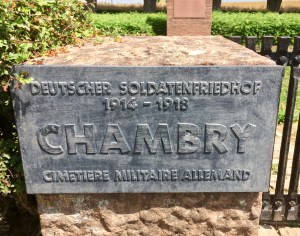 DEUTSCHER SOLDATENFRIEDHOF
1914-1918
CHAMBRY
CIMETIERE MILITAIRE ALLEMAND